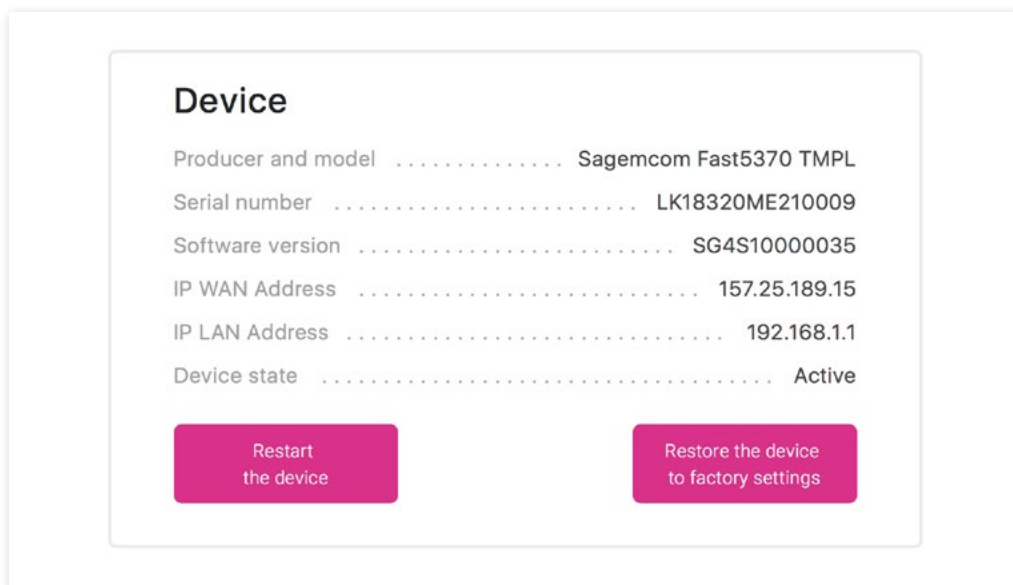 Device
Producer and model .............. Sagemcom Fast5370 TMPL
Serial number ......................... LK18320ME210009
Software version .......................... SG4S10000035
IP WAN Address ............................ 157.25.189.15
IP LAN Address ............................... 192.168.1.1
Device state ..................................... Active
Restart
the device
Restore the device
to factory settings